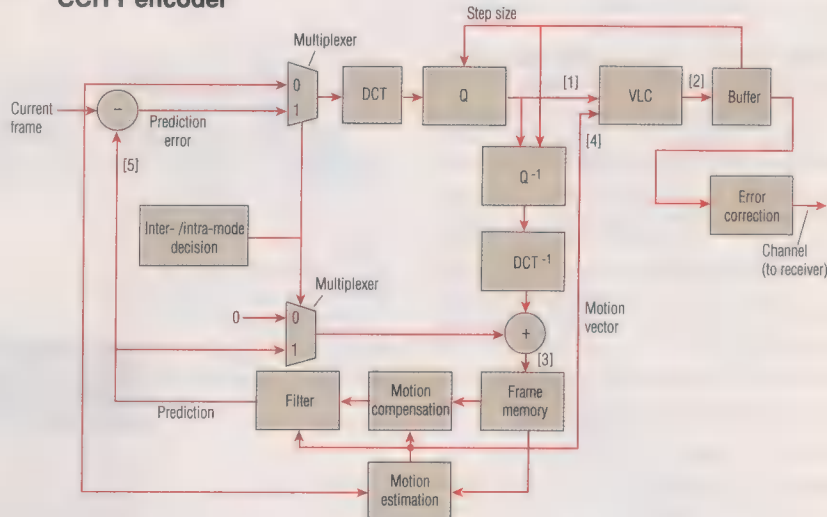 CCITT encoder
Step size
Multiplexer
0
1
DCT
Q
[1]
VLC
[2]
Buffer
Current
frame
−
Prediction
error
[4]
[5]
Q -1
Error
correction
Inter- /intra-mode
decision
DCT -1
Channel
(to receiver)
Multiplexer
Motion
vector
0
0
1
+
[3]
Prediction
Filter
Motion
compensation
Frame
memory
Motion
estimation